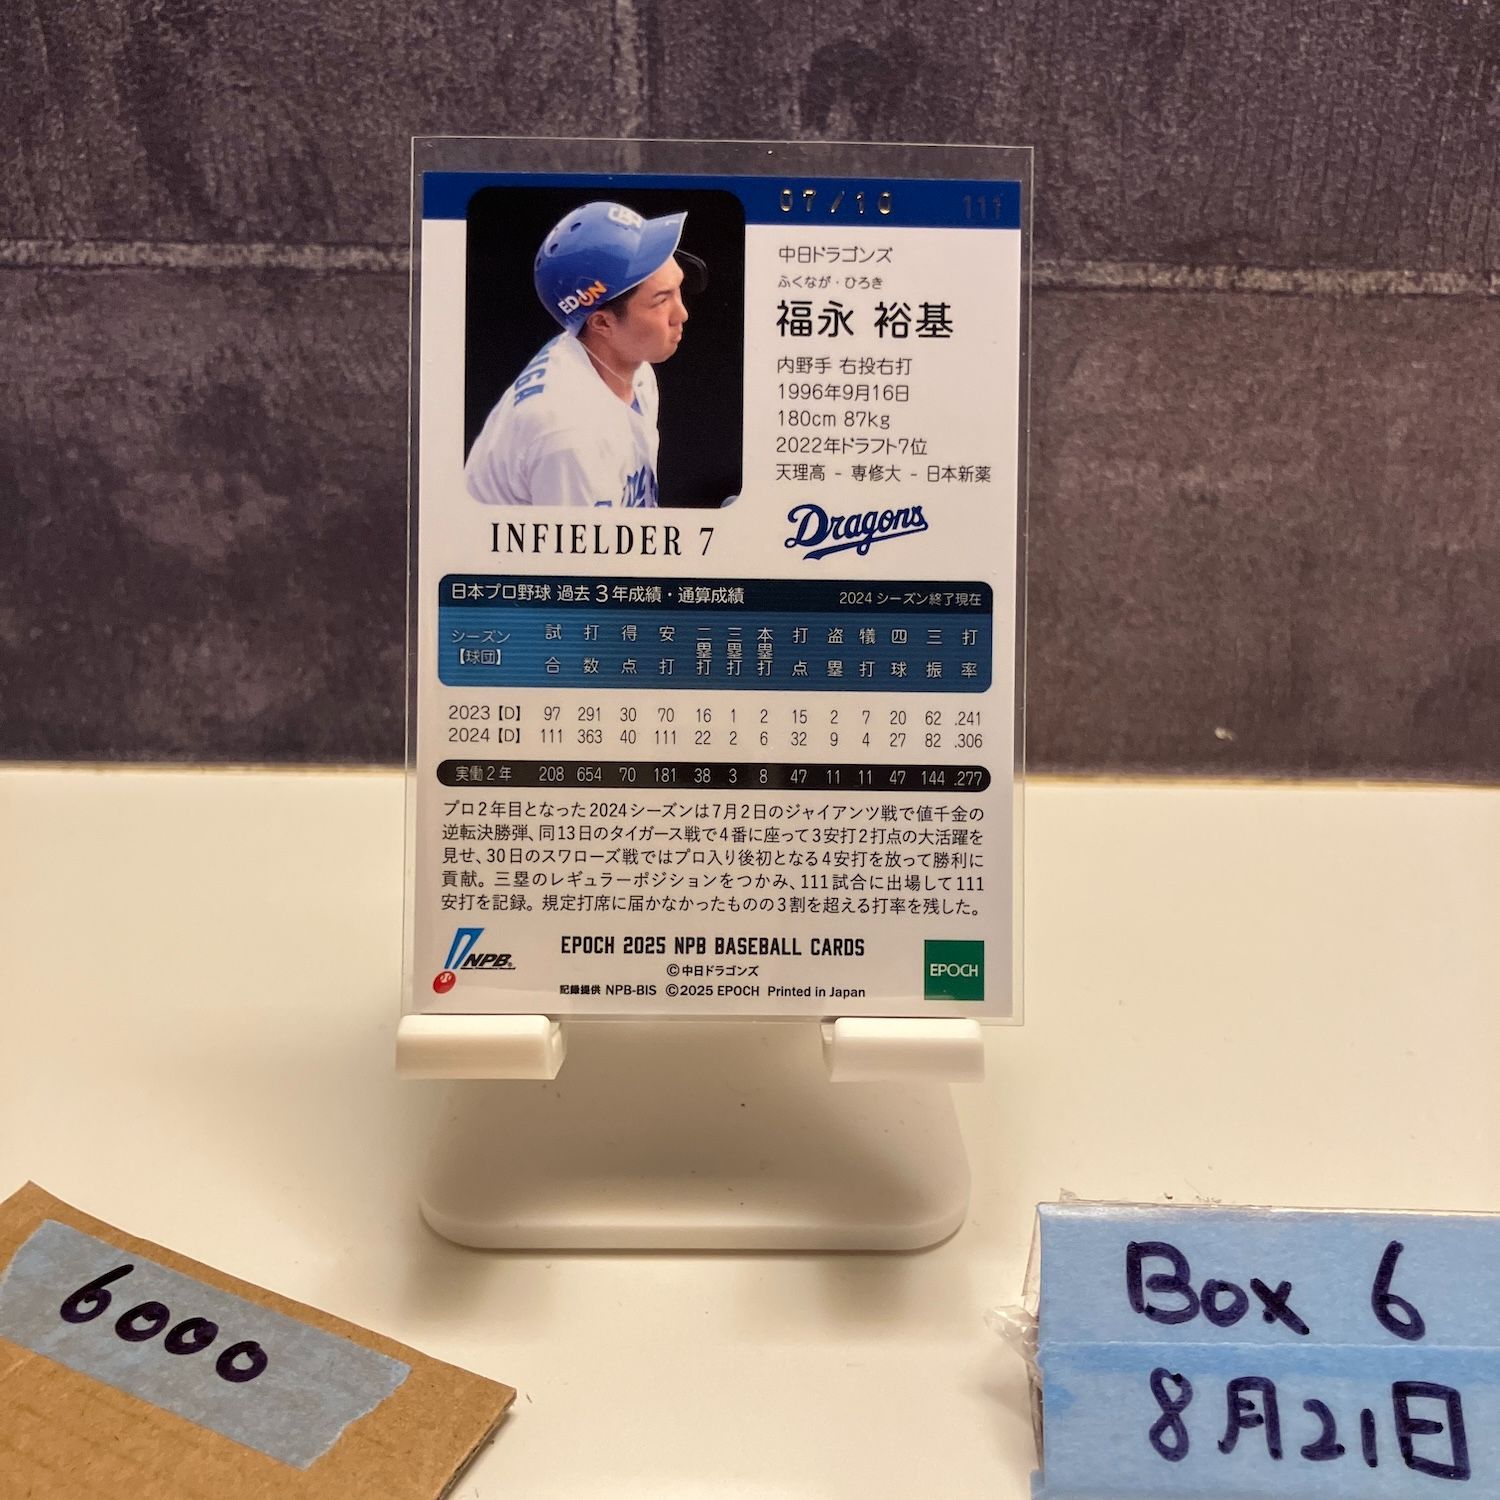 07/10
111
中日ドラゴンズ
ふくなが・ひろき
福永 裕基
内野手 右投右打
1996年9月16日
180cm 87kg
2022年ドラフト7位
天理高 - 専修大 - 日本新薬
EDION
INFIELDER 7
Dragons
日本プロ野球 過去3年成績・通算成績 2024シーズン終了現在
シーズン【球団】 試合 打数 得点 安打 二塁打 三塁打 本塁打 打点 盗塁 犠打 四球 三振 打率
2023【D】 97 291 30 70 16 1 2 15 2 7 20 62 .241
2024【D】 111 363 40 111 22 2 6 32 9 4 27 82 .306
実働2年 208 654 70 181 38 3 8 47 11 11 47 144 .277
プロ2年目となった2024シーズンは7月2日のジャイアンツ戦で値千金の
逆転決勝弾、同13日のタイガース戦で4番に座って3安打2打点の大活躍を
見せ、30日のスワローズ戦ではプロ入り後初となる4安打を放って勝利に
貢献。三塁のレギュラーポジションをつかみ、111試合に出場して111
安打を記録。規定打席に届かなかったものの3割を超える打率を残した。
NPB
EPOCH 2025 NPB BASEBALL CARDS
©中日ドラゴンズ
記録提供 NPB-BIS ©2025 EPOCH Printed in Japan
EPOCH
6000
Box 6
8月21日